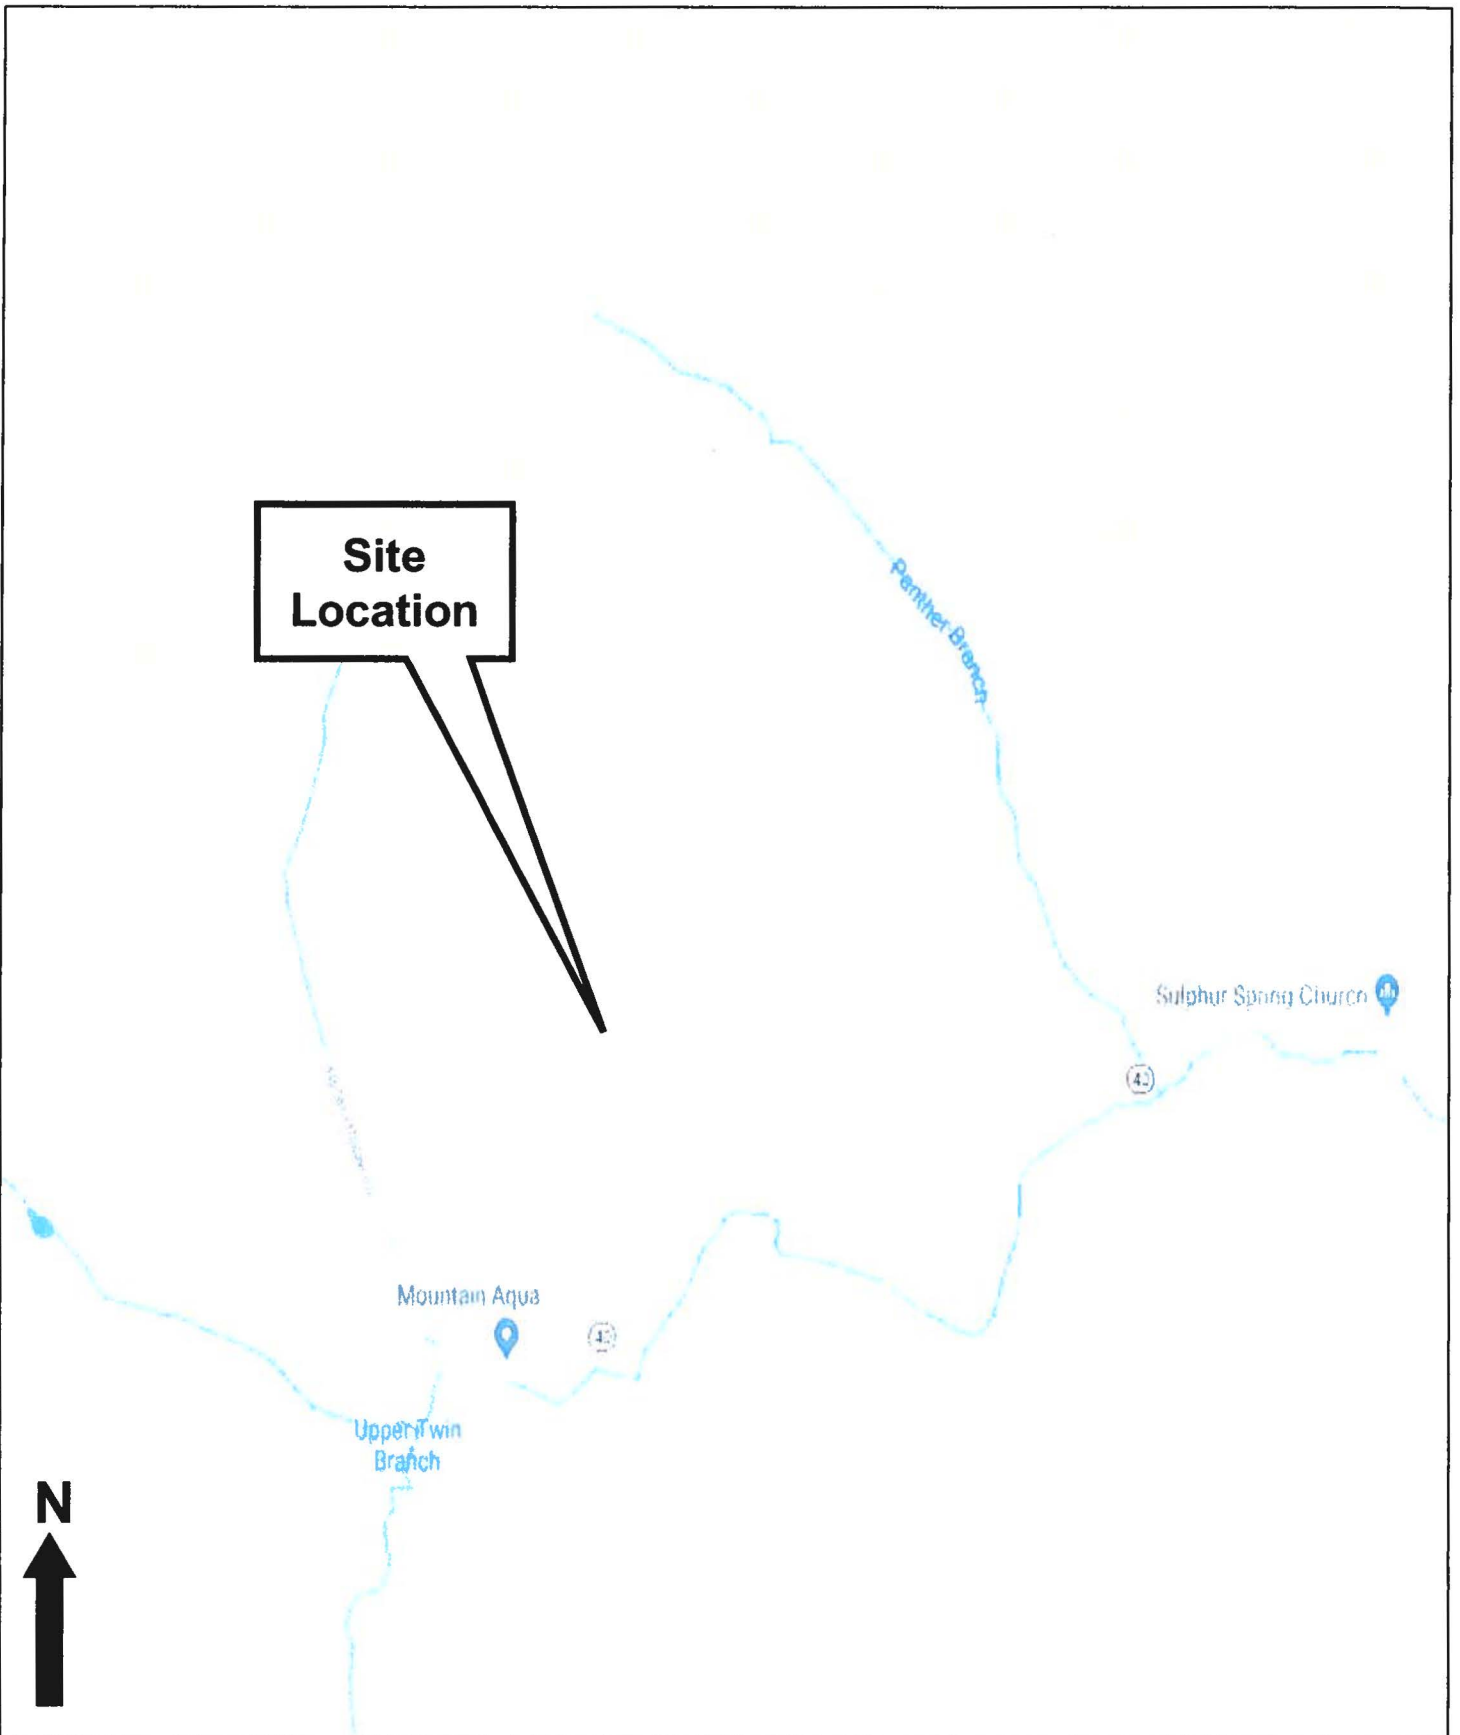 Site
Location
Panther Branch
Sulphur Spring Church
Mountain Aqua
Upper Twin
Branch
N